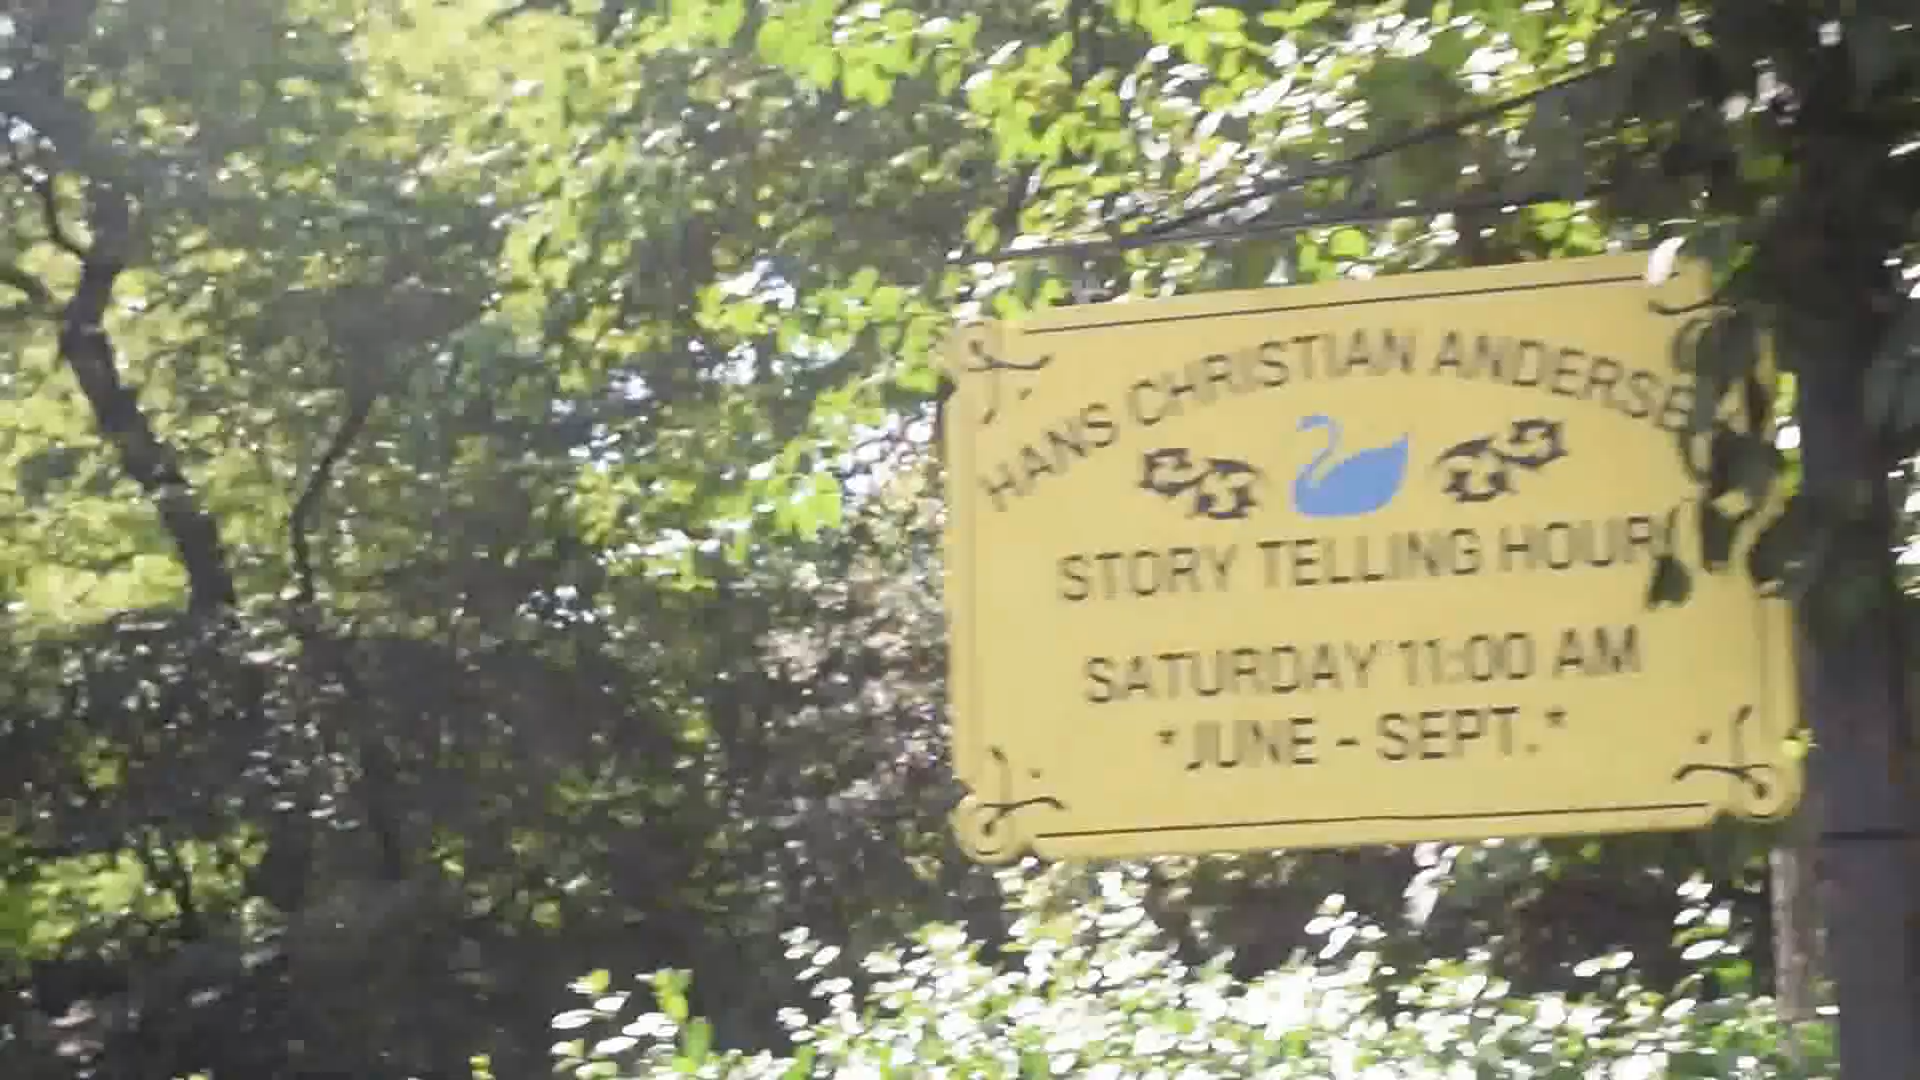 HANS CHRISTIAN ANDERSE
STORY TELLING HOUR
SATURDAY 11:00 AM
*JUNE - SEPT.*